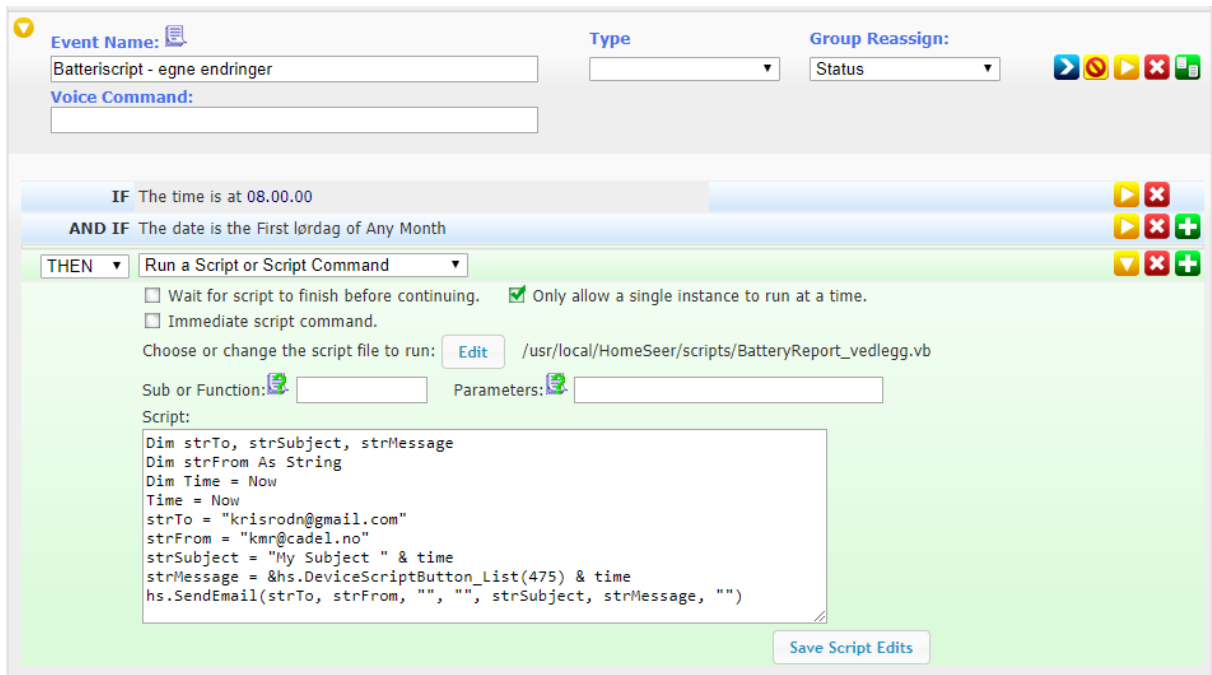 Event Name:
Type
Group Reassign:
Batteriscript - egne endringer
Status
Voice Command:
IF The time is at 08.00.00
AND IF The date is the First lørdag of Any Month
THEN Run a Script or Script Command
Wait for script to finish before continuing. Only allow a single instance to run at a time.
Immediate script command.
Choose or change the script file to run: Edit /usr/local/HomeSeer/scripts/BatteryReport_vedlegg.vb
Sub or Function: Parameters:
Script:
Dim strTo, strSubject, strMessage
Dim strFrom As String
Dim Time = Now
Time = Now
strTo = "krisrodn@gmail.com"
strFrom = "kmr@cadel.no"
strSubject = "My Subject " & time
strMessage = &hs.DeviceScriptButton_List(475) & time
hs.SendEmail(strTo, strFrom, "", "", strSubject, strMessage, "")
Save Script Edits